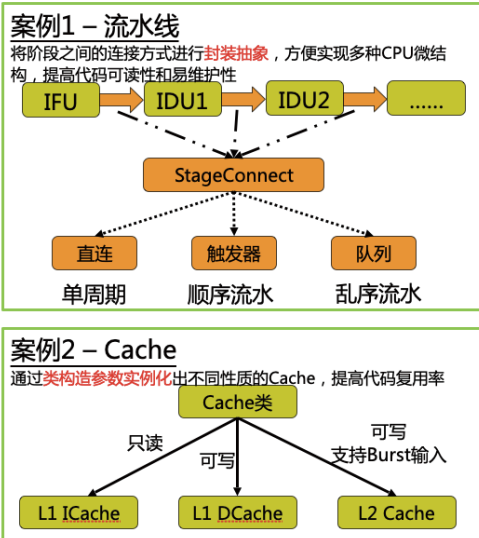 案例1 – 流水线
将阶段之间的连接方式进行封装抽象，方便实现多种CPU微结
构，提高代码可读性和易维护性
IFU IDU1 IDU2 ......
StageConnect
直连 触发器 队列
单周期 顺序流水 乱序流水
案例2 – Cache
通过类构造参数实例化出不同性质的Cache，提高代码复用率
Cache类
只读 可写 可写
支持Burst输入
L1 ICache L1 DCache L2 Cache